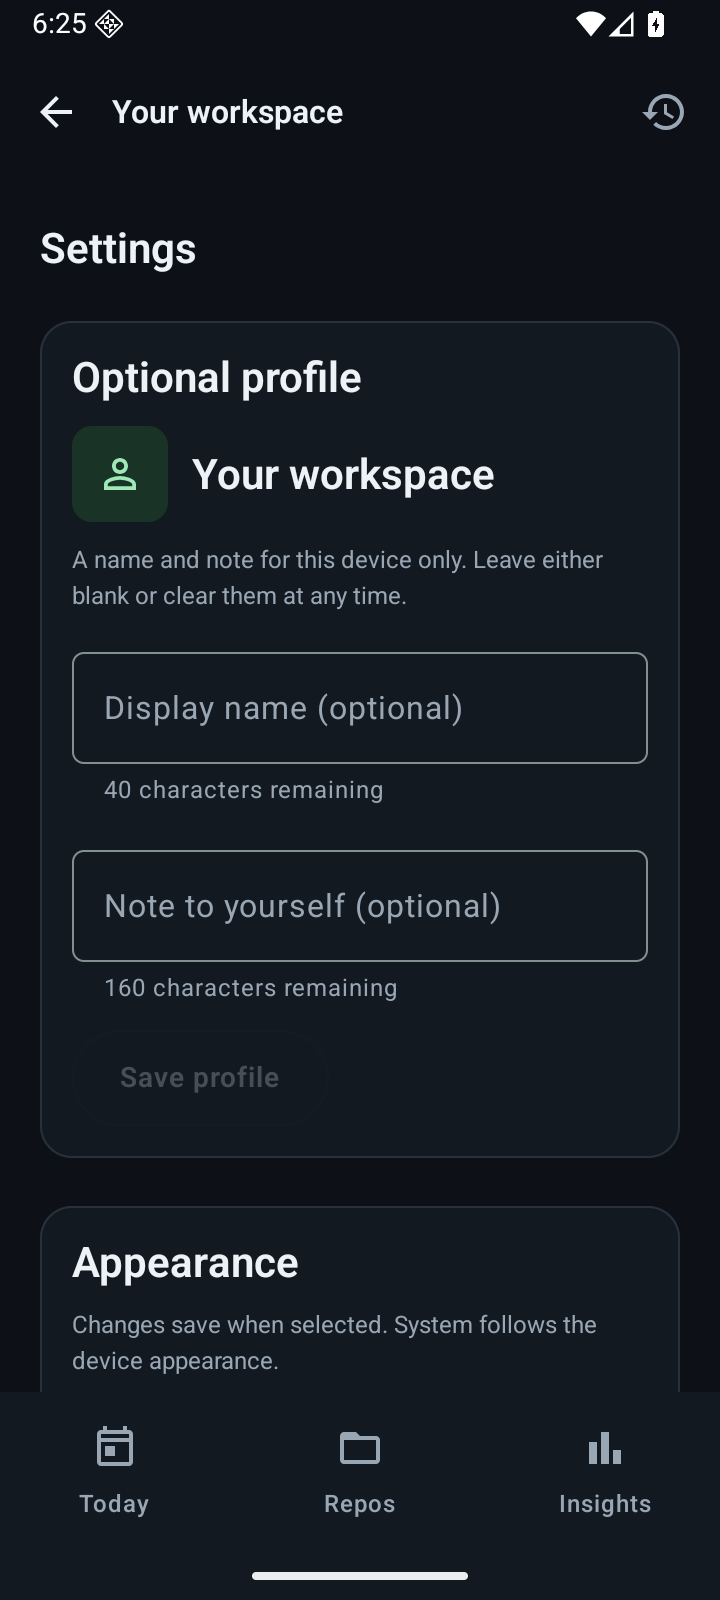 6:25
Your workspace
Settings
Optional profile
Your workspace
A name and note for this device only. Leave either
blank or clear them at any time.
Display name (optional)
40 characters remaining
Note to yourself (optional)
160 characters remaining
Save profile
Appearance
Changes save when selected. System follows the
device appearance.
Today
Repos
Insights